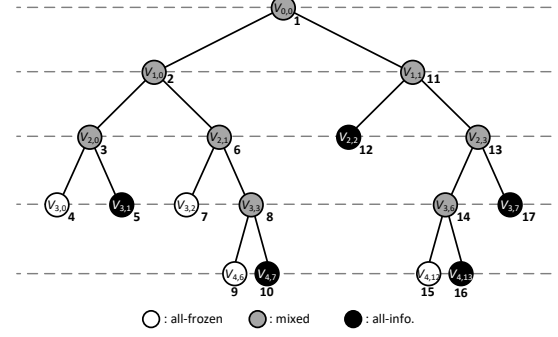 V0,0
1
V1,0 2 V1,1 11
V2,0 3 V2,1 6 V2,2 12 V2,3 13
V3,0 4 V3,1 5 V3,2 7 V3,3 8 V3,6 14 V3,7 17
V4,6 V4,7 V4,12 V4,13
9 10 15 16
: all-frozen : mixed : all-info.